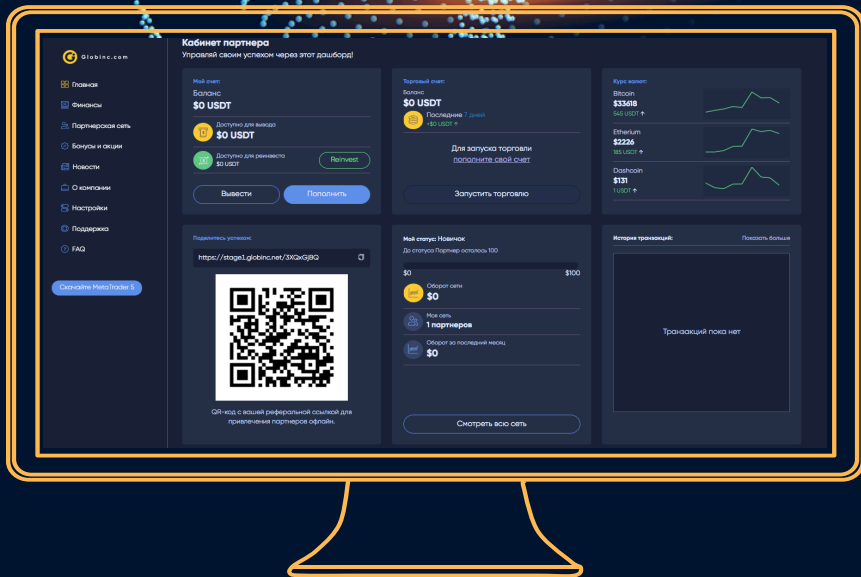 Globinc.com
Главная
Финансы
Партнерская сеть
Бонусы и акции
Новости
О компании
Настройки
Поддержка
FAQ
Скачайте MetaTrader 5
Кабинет партнера
Управляй своим успехом через этот дашборд!
Мой счет:
Баланс
$0 USDT
Доступно для вывода
$0 USDT
Доступно для реинвеста
$0 USDT
Reinvest
Вывести
Пополнить
Торговый счет:
Баланс
$0 USDT
Последние 7 дней
+$0 USDT ↑
Для запуска торговли
пополните свой счет
Запустить торговлю
Курс валют:
Bitcoin
$33618
545 USDT ↑
Etherium
$2226
185 USDT ↑
Dashcoin
$131
1 USDT ↑
Поделитесь успехом:
https://stage1.globinc.net/3XQxGjBQ
QR-код с вашей реферальной ссылкой для
привлечения партнеров офлайн.
Мой статус: Новичок
До статуса Партнер осталось 100
$0 $100
Оборот сети
$0
Моя сеть
1 партнеров
Оборот за последний месяц
$0
Смотреть всю сеть
История транзакций:
Показать больше
Транзакций пока нет